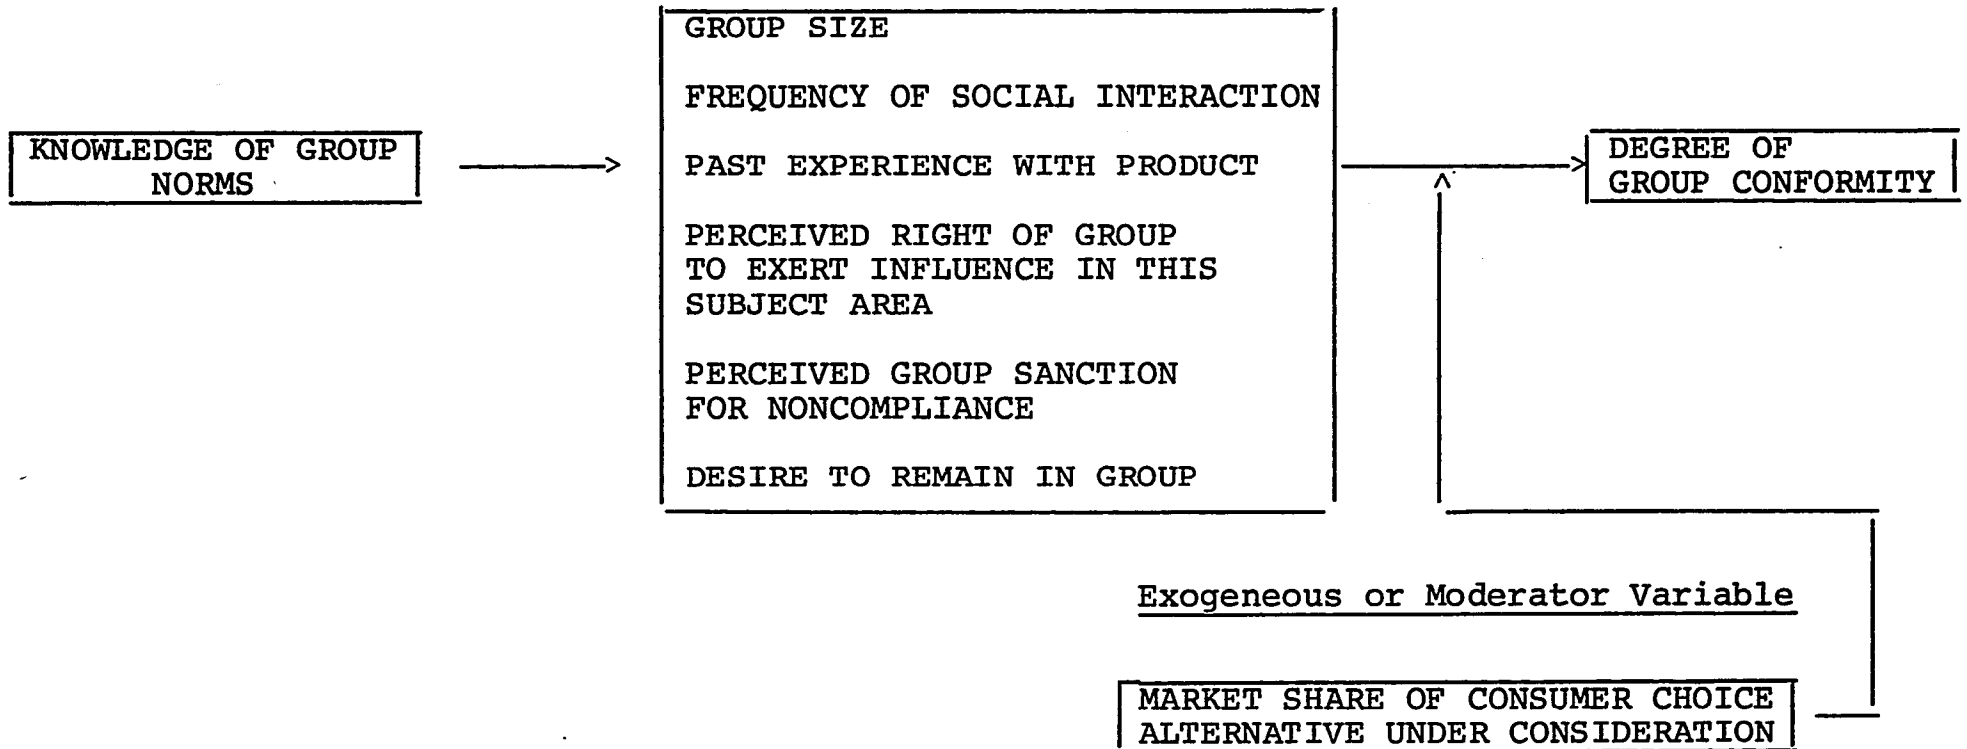 KNOWLEDGE OF GROUP
NORMS
GROUP SIZE
FREQUENCY OF SOCIAL INTERACTION
PAST EXPERIENCE WITH PRODUCT
PERCEIVED RIGHT OF GROUP
TO EXERT INFLUENCE IN THIS
SUBJECT AREA
PERCEIVED GROUP SANCTION
FOR NONCOMPLIANCE
DESIRE TO REMAIN IN GROUP
DEGREE OF
GROUP CONFORMITY
Exogeneous or Moderator Variable
MARKET SHARE OF CONSUMER CHOICE
ALTERNATIVE UNDER CONSIDERATION